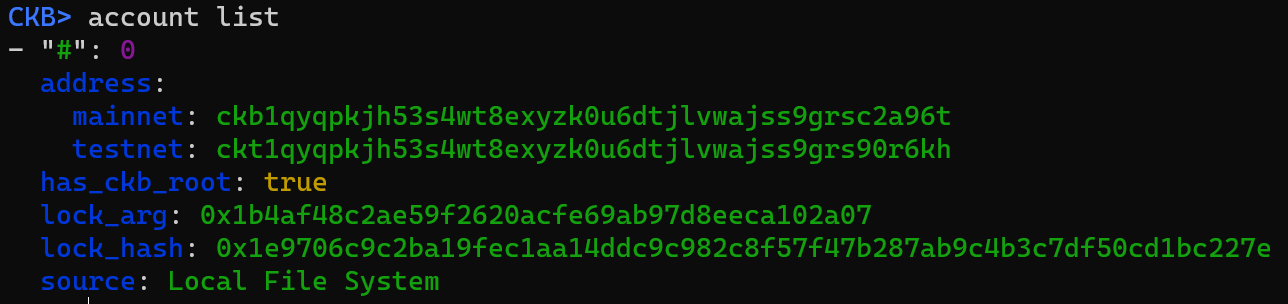 CKB> account list
- "#": 0
address:
mainnet: ckb1qyqpkjh53s4wt8exyzk0u6dtjlvwajss9grsc2a96t
testnet: ckt1qyqpkjh53s4wt8exyzk0u6dtjlvwajss9grs90r6kh
has_ckb_root: true
lock_arg: 0x1b4af48c2ae59f2620acfe69ab97d8eeca102a07
lock_hash: 0x1e9706c9c2ba19fec1aa14ddc9c982c8f57f47b287ab9c4b3c7df50cd1bc227e
source: Local File System